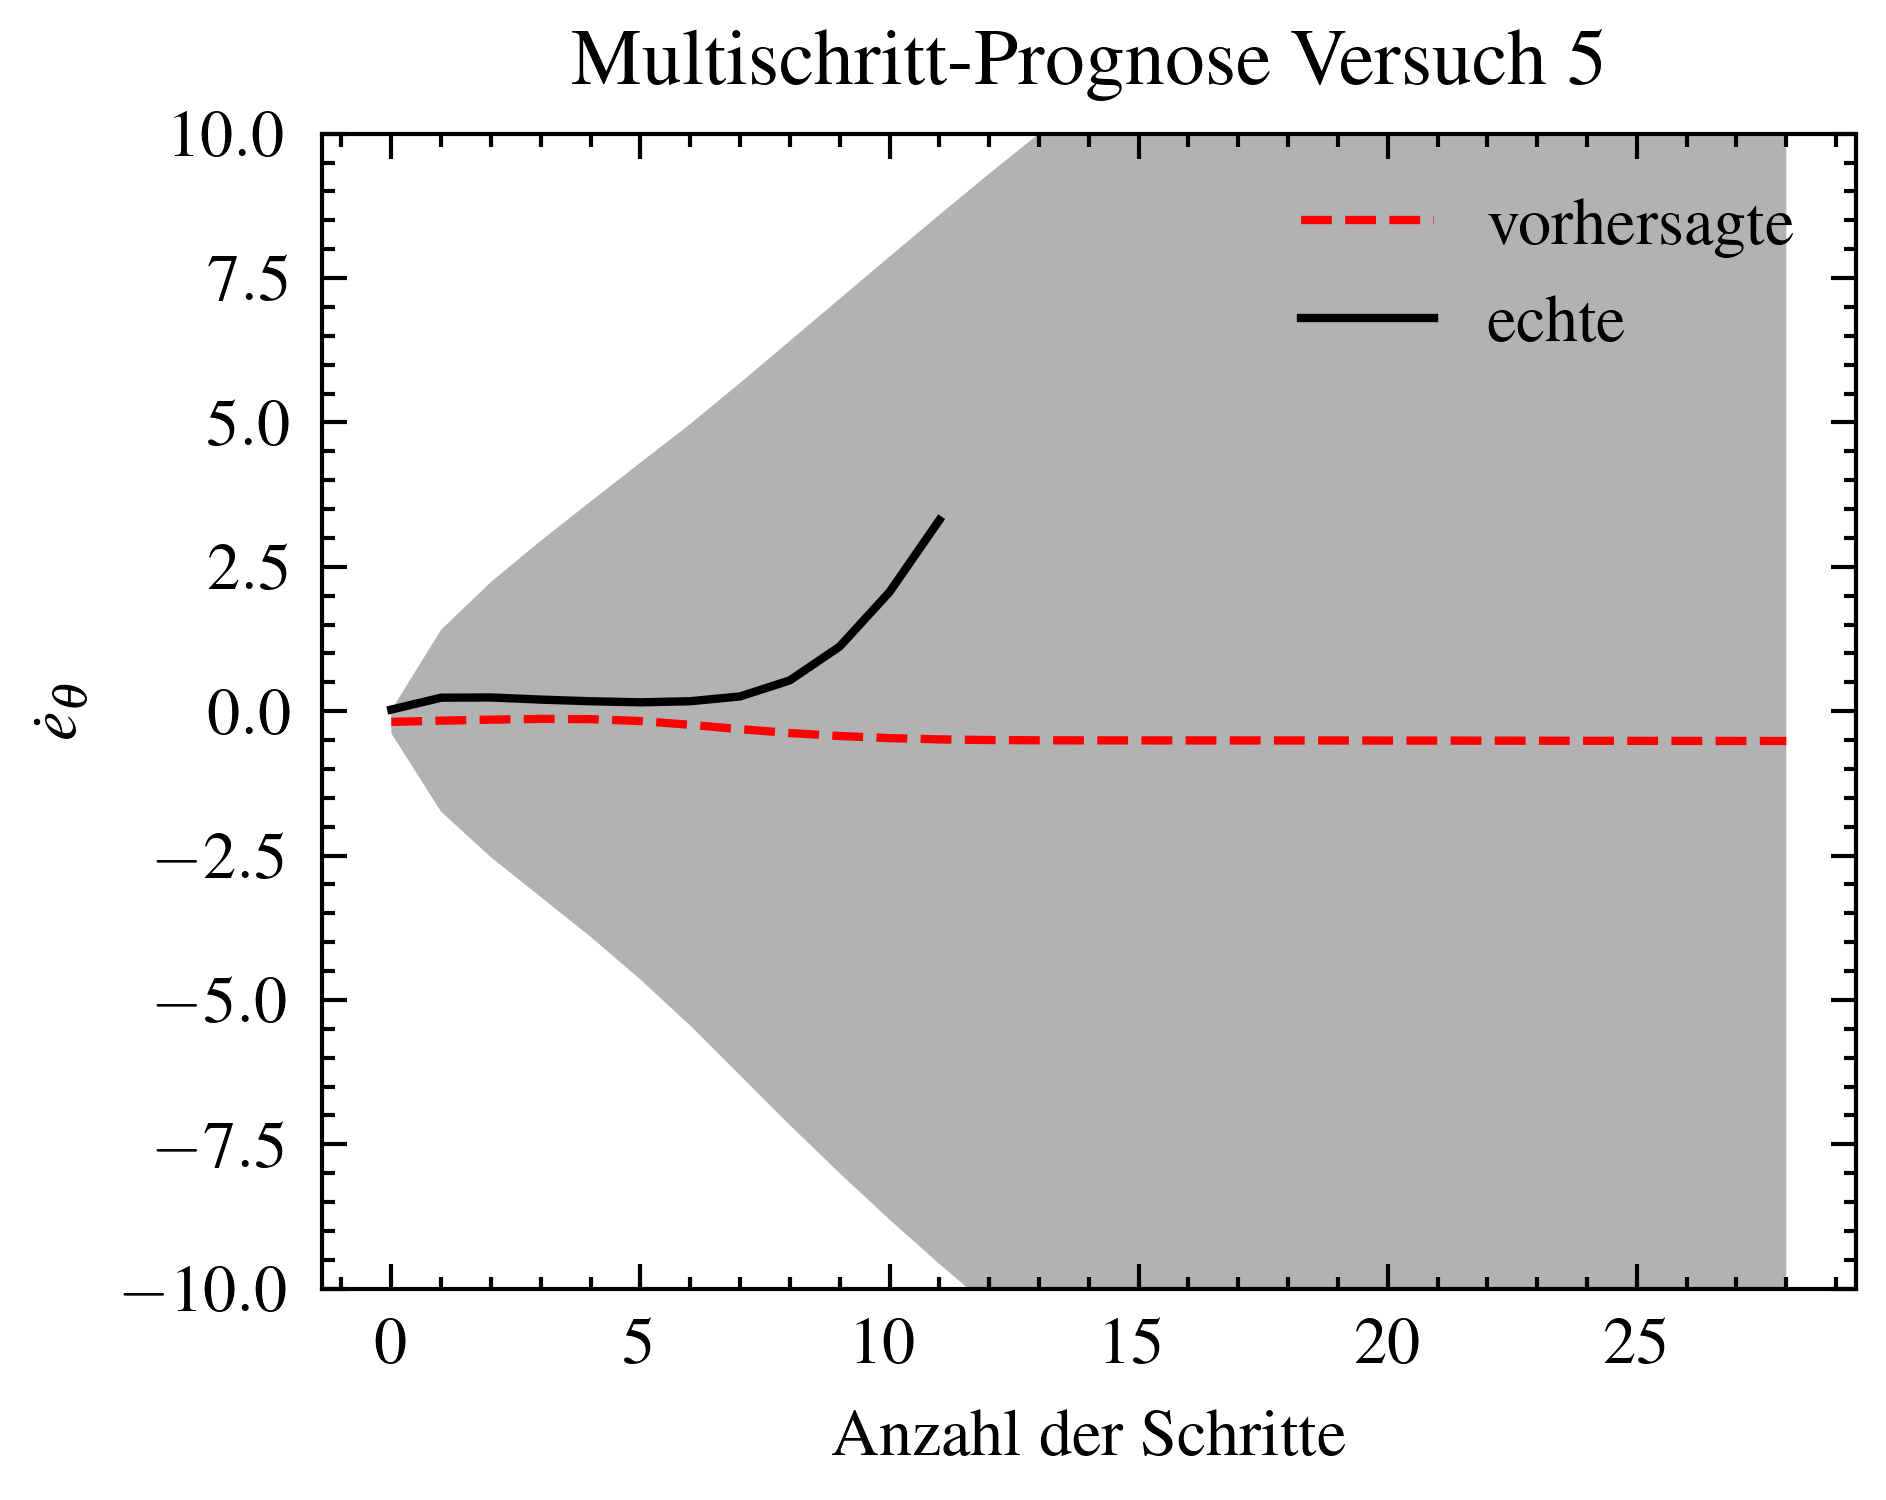 Multischritt-Prognose Versuch 5
10.0
7.5
5.0
2.5
0.0
−2.5
−5.0
−7.5
−10.0
ė_θ
vorhersagte
echte
0 5 10 15 20 25
Anzahl der Schritte